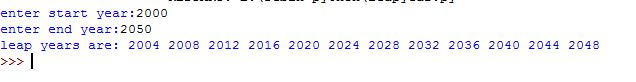 enter start year:2000
enter end year:2050
leap years are: 2004 2008 2012 2016 2020 2024 2028 2032 2036 2040 2044 2048
>>>